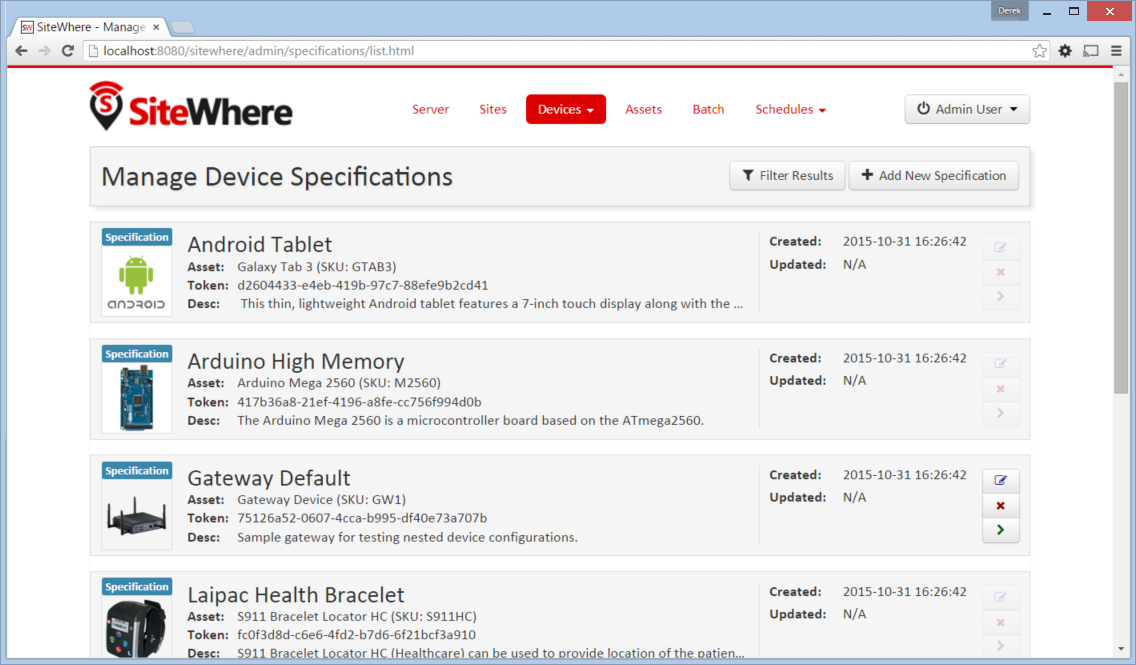 Derek
SW SiteWhere - Manage
localhost:8080/sitewhere/admin/specifications/list.html
S SiteWhere
Server Sites Devices Assets Batch Schedules Admin User
Manage Device Specifications
Filter Results Add New Specification
Specification
Android Tablet
Asset: Galaxy Tab 3 (SKU: GTAB3)
Token: d2604433-e4eb-419b-97c7-88efe9b2cd41
Desc: This thin, lightweight Android tablet features a 7-inch touch display along with the ...
ANDROID
Created: 2015-10-31 16:26:42
Updated: N/A
Specification
Arduino High Memory
Asset: Arduino Mega 2560 (SKU: M2560)
Token: 417b36a8-21ef-4196-a8fe-cc756f994d0b
Desc: The Arduino Mega 2560 is a microcontroller board based on the ATmega2560.
Created: 2015-10-31 16:26:42
Updated: N/A
Specification
Gateway Default
Asset: Gateway Device (SKU: GW1)
Token: 75126a52-0607-4cca-b995-df40e73a707b
Desc: Sample gateway for testing nested device configurations.
Created: 2015-10-31 16:26:42
Updated: N/A
Specification
Laipac Health Bracelet
Asset: S911 Bracelet Locator HC (SKU: S911HC)
Token: fc0f3d8d-c6e6-4fd2-b7d6-6f21bcf3a910
Desc: S911 Bracelet Locator HC (Healthcare) can be used to provide location of the patien...
Created: 2015-10-31 16:26:42
Updated: N/A